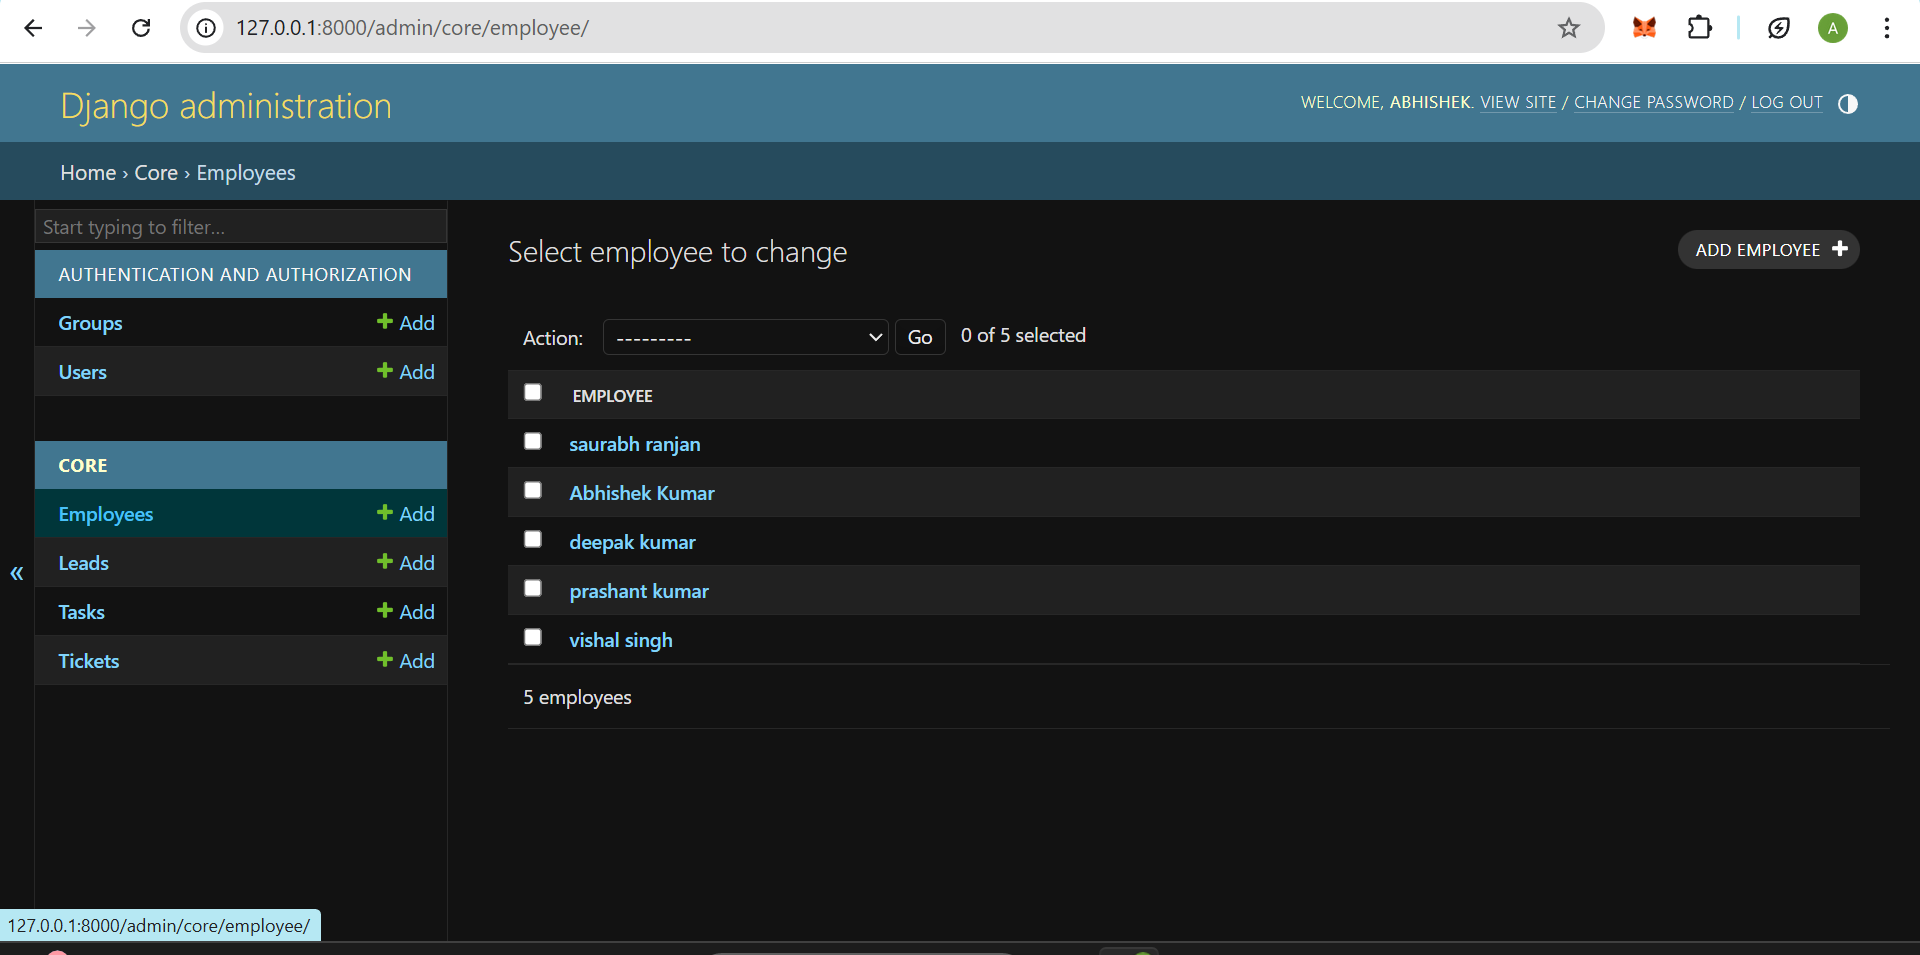 127.0.0.1:8000/admin/core/employee/
A
Django administration
WELCOME, ABHISHEK. VIEW SITE / CHANGE PASSWORD / LOG OUT
Home › Core › Employees
Start typing to filter...
AUTHENTICATION AND AUTHORIZATION
Groups + Add
Users + Add
CORE
Employees + Add
Leads + Add
Tasks + Add
Tickets + Add
«
Select employee to change
ADD EMPLOYEE +
Action: --------- Go 0 of 5 selected
EMPLOYEE
saurabh ranjan
Abhishek Kumar
deepak kumar
prashant kumar
vishal singh
5 employees
127.0.0.1:8000/admin/core/employee/